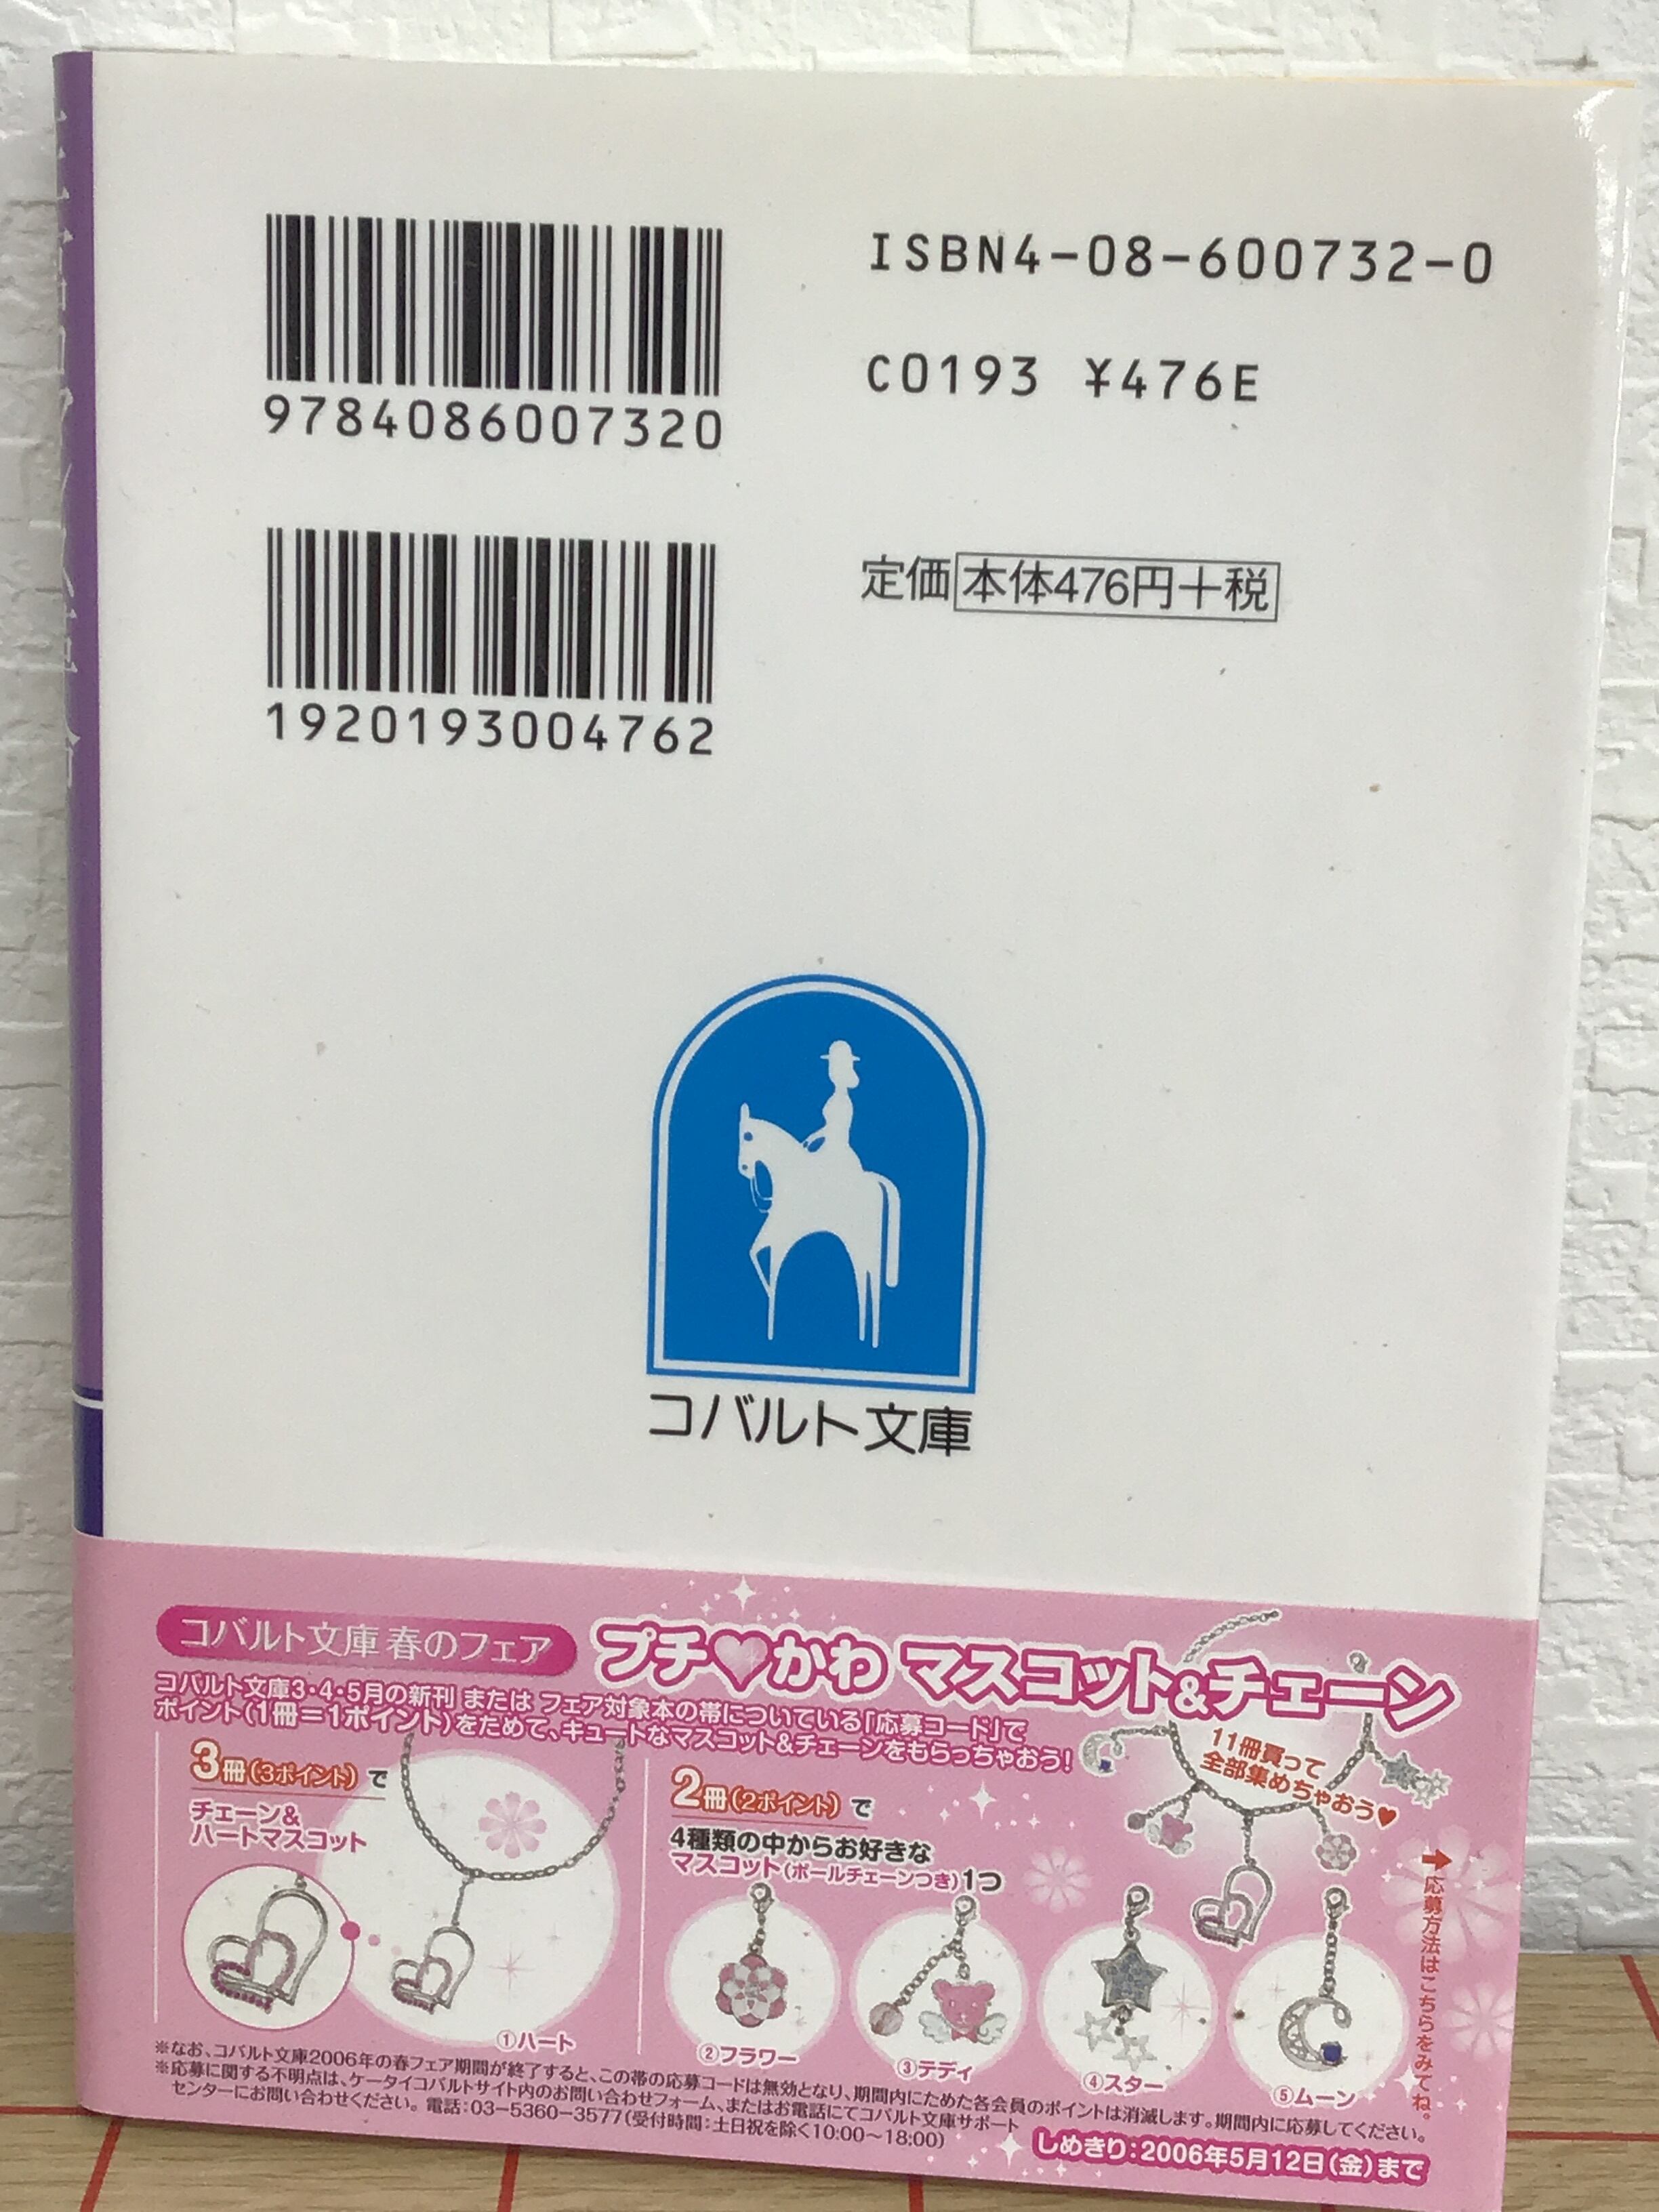 ISBN4-08-600732-0
C0193 ¥476E
9784086007320
定価 本体476円+税
1920193004762
コバルト文庫
コバルト文庫 春のフェア
プチ♥かわ マスコット&チェーン
コバルト文庫3・4・5月の新刊 または フェア対象本の帯についている「応募コード」で
ポイント(1冊=1ポイント)をためて、キュートなマスコット&チェーンをもらっちゃおう!
11冊買って
全部集めちゃおう♥
3冊(3ポイント)で
チェーン&
ハートマスコット
①ハート
2冊(2ポイント)で
4種類の中からお好きな
マスコット(ボールチェーンつき)1つ
②フラワー
③テディ
④スター
⑤ムーン
➡応募方法はこちらをみてね。
※なお、コバルト文庫2006年の春フェア期間が終了すると、この帯の応募コードは無効となり、期間内にためた各会員のポイントは消滅します。期間内に応募してください。
※応募に関する不明点は、ケータイコバルトサイト内のお問い合わせフォーム、またはお電話にてコバルト文庫サポート
センターにお問い合わせください。電話:03-5360-3577(受付時間:土日祝を除く10:00〜18:00)
しめきり:2006年5月12日(金)まで